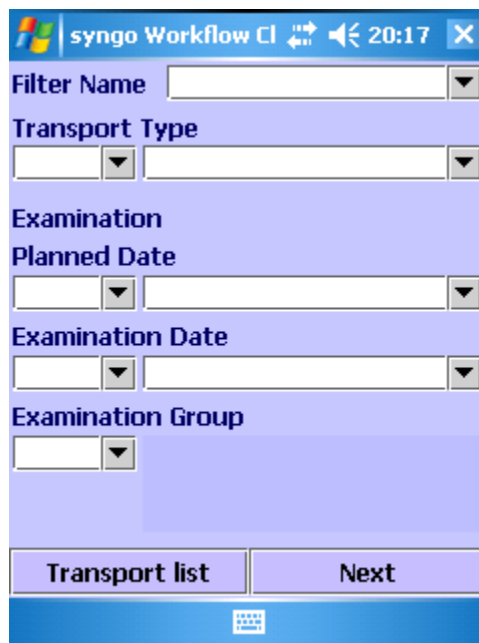 syngo Workflow Cl 20:17
Filter Name
Transport Type
Examination
Planned Date
Examination Date
Examination Group
Transport list Next